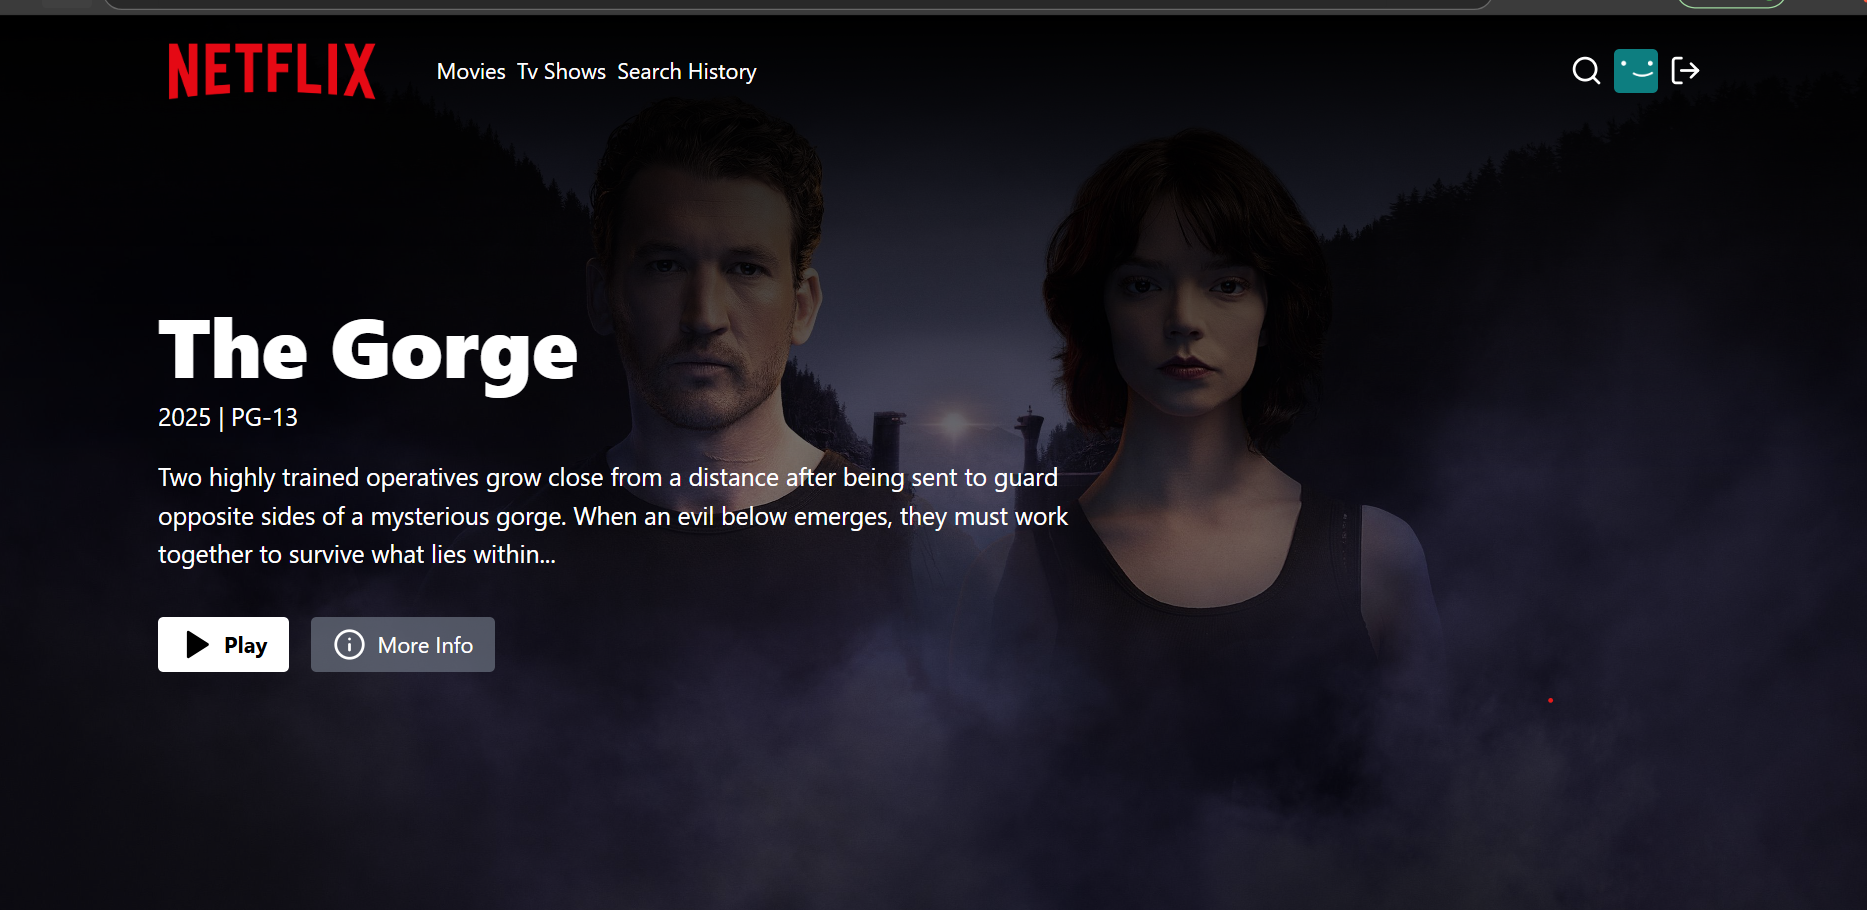 NETFLIX
Movies Tv Shows Search History
The Gorge
2025 | PG-13
Two highly trained operatives grow close from a distance after being sent to guard
opposite sides of a mysterious gorge. When an evil below emerges, they must work
together to survive what lies within...
Play
More Info